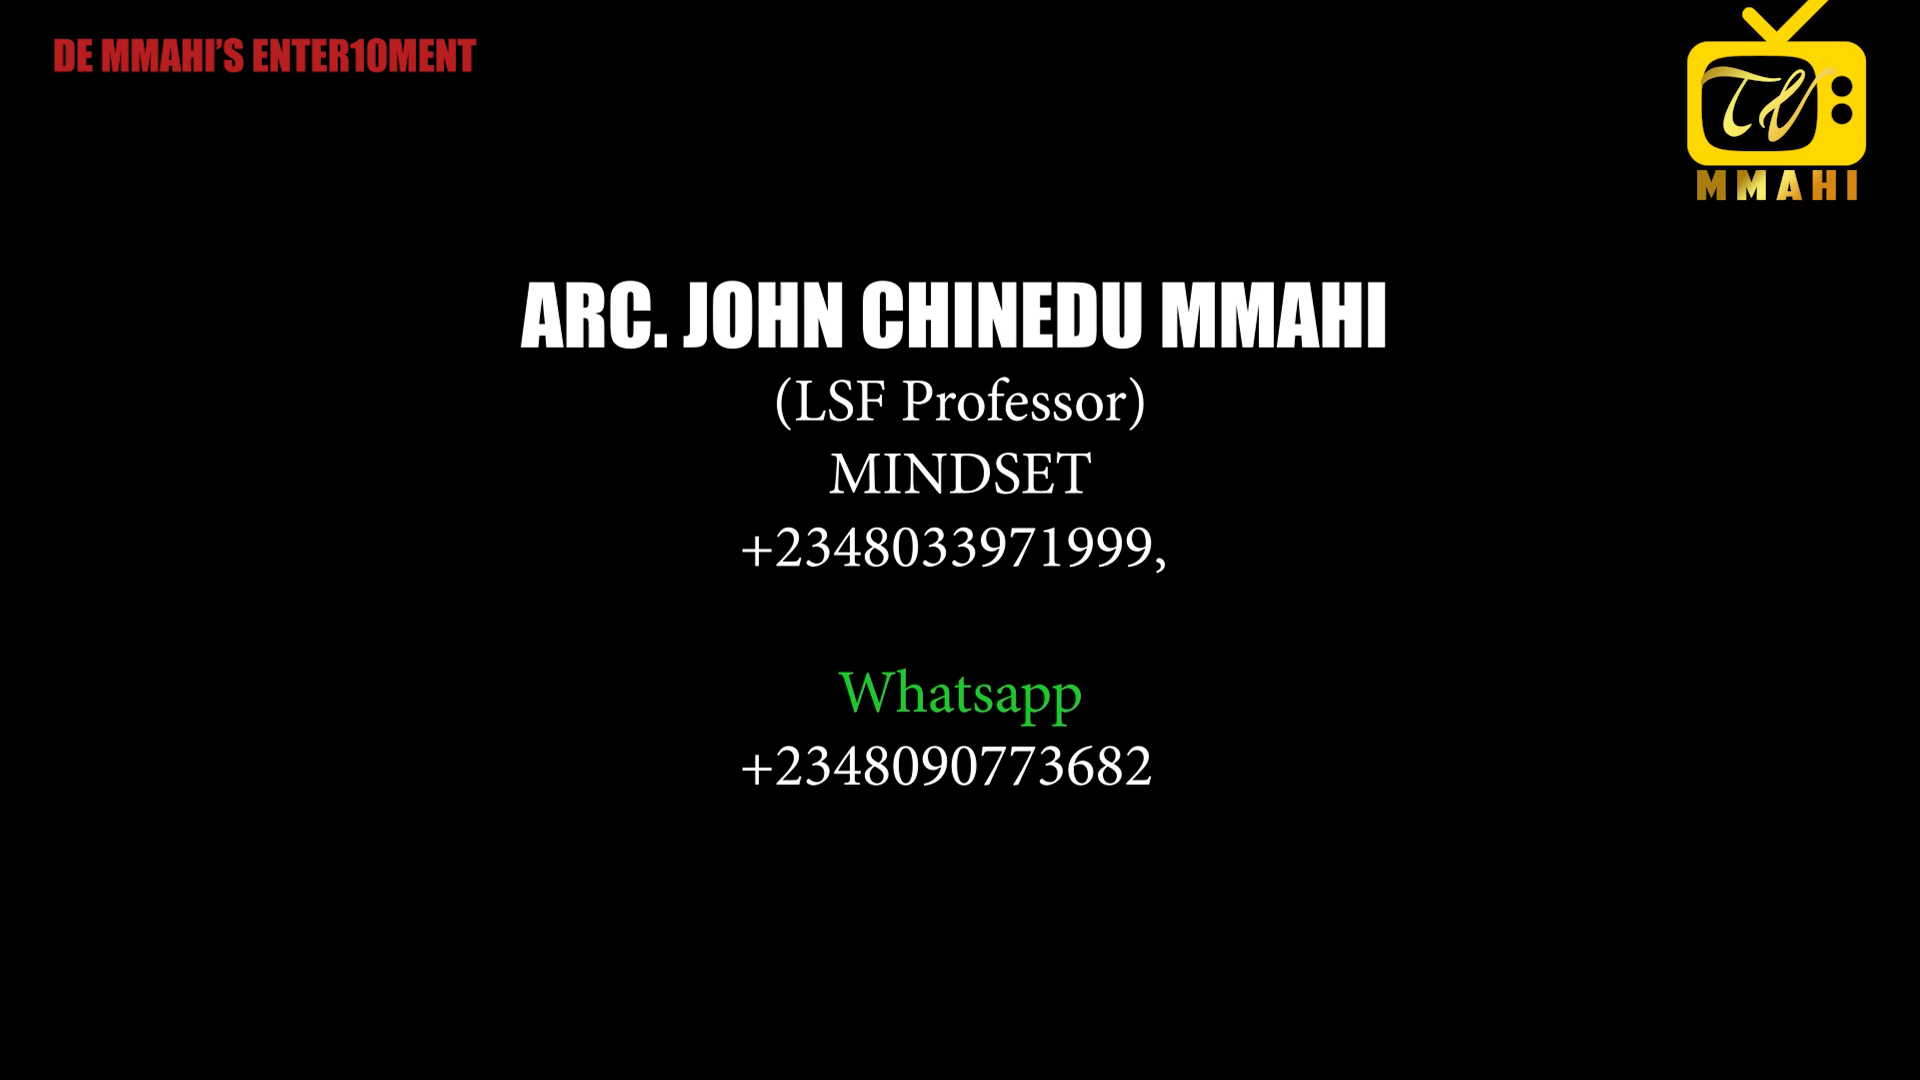 DE MMAHI’S ENTER10MENT
TV
MMAHI
ARC. JOHN CHINEDU MMAHI
(LSF Professor)
MINDSET
+2348033971999,
Whatsapp
+2348090773682